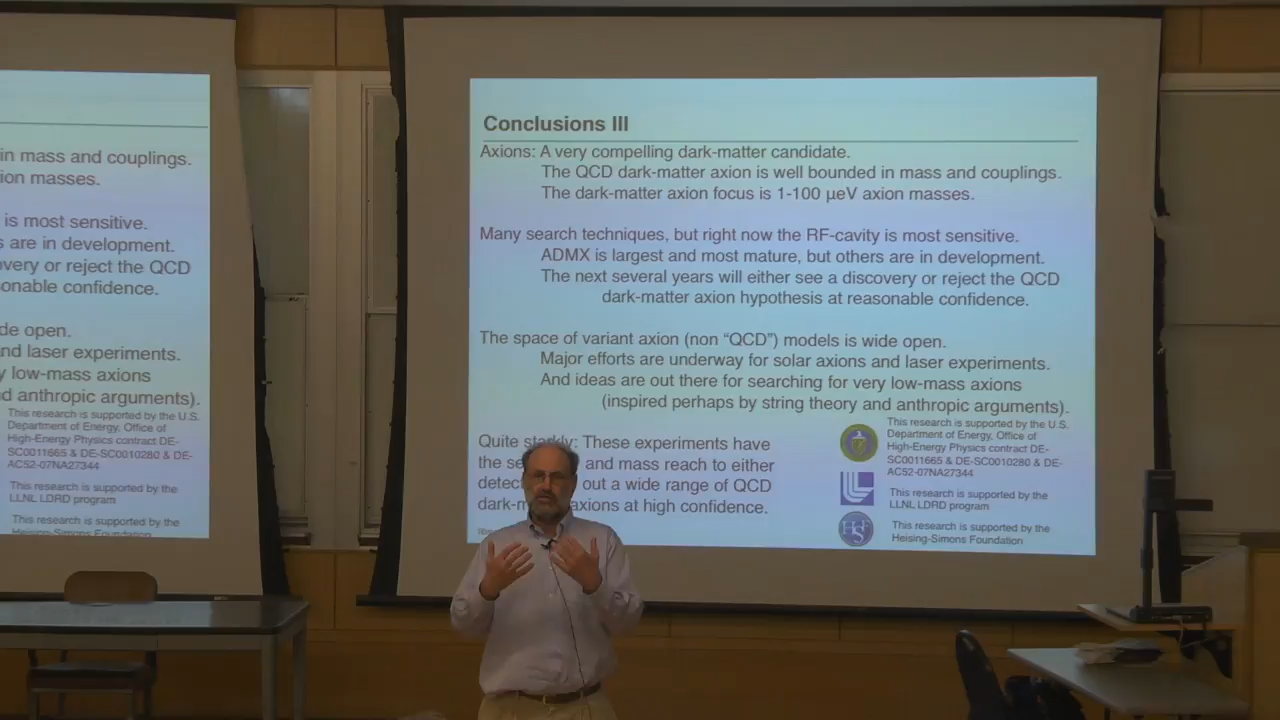 in mass and couplings.
ion masses.
is most sensitive.
s are in development.
very or reject the QCD
onable confidence.
de open.
nd laser experiments.
y low-mass axions
d anthropic arguments).
This research is supported by the U.S.
Department of Energy, Office of
High-Energy Physics contract DE-
SC0011665 & DE-SC0010280 & DE-
AC52-07NA27344
This research is supported by the
LLNL LDRD program
This research is supported by the
Heising-Simons Foundation
Conclusions III
Axions: A very compelling dark-matter candidate.
The QCD dark-matter axion is well bounded in mass and couplings.
The dark-matter axion focus is 1-100 µeV axion masses.
Many search techniques, but right now the RF-cavity is most sensitive.
ADMX is largest and most mature, but others are in development.
The next several years will either see a discovery or reject the QCD
dark-matter axion hypothesis at reasonable confidence.
The space of variant axion (non “QCD”) models is wide open.
Major efforts are underway for solar axions and laser experiments.
And ideas are out there for searching for very low-mass axions
(inspired perhaps by string theory and anthropic arguments).
Quite starkly: These experiments have
the se and mass reach to either
detec out a wide range of QCD
dark-m axions at high confidence.
This research is supported by the U.S.
Department of Energy, Office of
High-Energy Physics contract DE-
SC0011665 & DE-SC0010280 & DE-
AC52-07NA27344
This research is supported by the
LLNL LDRD program
HSF
This research is supported by the
Heising-Simons Foundation